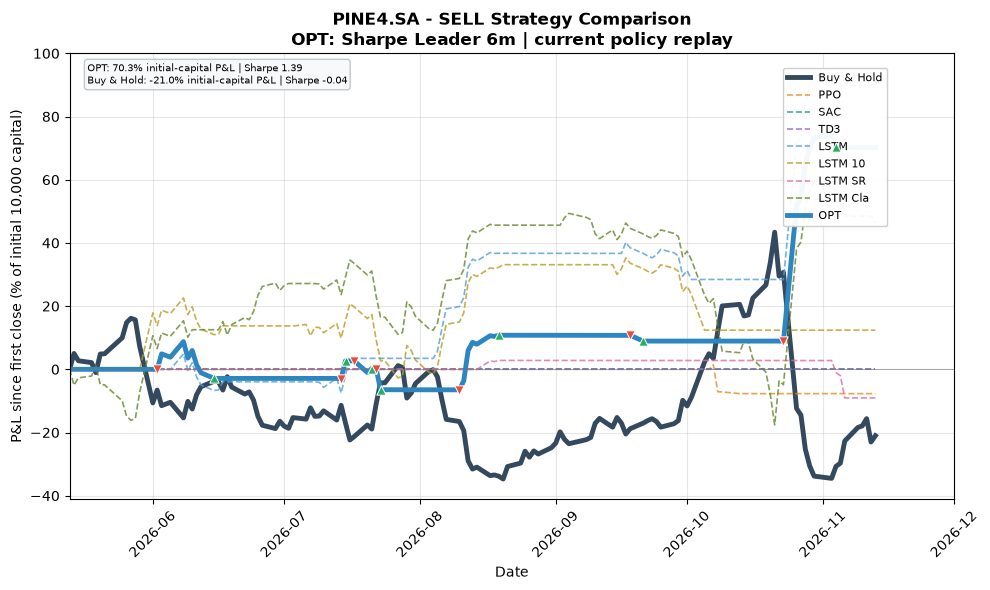 PINE4.SA - SELL Strategy Comparison
OPT: Sharpe Leader 6m | current policy replay
OPT: 70.3% initial-capital P&L | Sharpe 1.39
Buy & Hold: -21.0% initial-capital P&L | Sharpe -0.04
Buy & Hold
PPO
SAC
TD3
LSTM
LSTM 10
LSTM SR
LSTM Cla
OPT
P&L since first close (% of initial 10,000 capital)
100
80
60
40
20
0
−20
−40
2026-06
2026-07
2026-08
2026-09
2026-10
2026-11
2026-12
Date